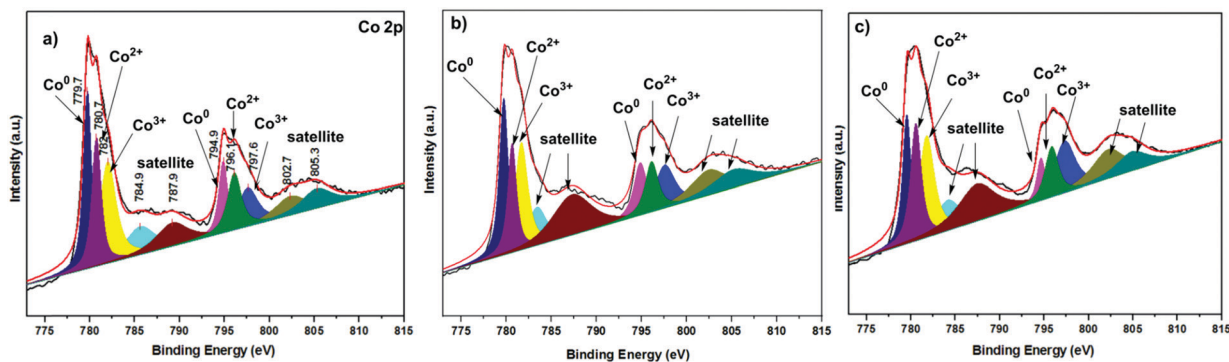 a)
Co 2p
Co²⁺
Co⁰
779.7
780.7
782
Co³⁺
satellite
784.9
787.9
Co⁰
794.9
Co²⁺
796.1
Co³⁺
797.6
satellite
802.7
805.3
Intensity (a.u.)
775 780 785 790 795 800 805 810 815
Binding Energy (eV)
b)
Co²⁺
Co⁰
Co³⁺
satellite
Co⁰
Co²⁺
Co³⁺
satellite
Intensity (a.u.)
775 780 785 790 795 800 805 810 815
Binding Energy (eV)
c)
Co²⁺
Co⁰
Co³⁺
satellite
Co⁰
Co²⁺
Co³⁺
satellite
Intensity (a.u.)
775 780 785 790 795 800 805 810 815
Binding Energy (eV)